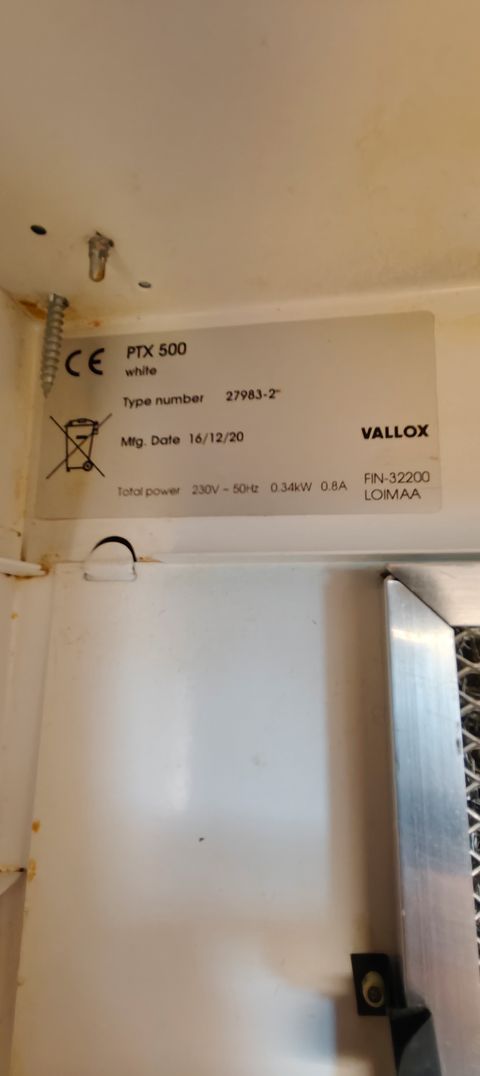 CE
PTX 500
white
Type number 27983-2
Mfg. Date 16/12/20
VALLOX
Total power 230V ~ 50Hz 0.34kW 0.8A
FIN-32200
LOIMAA